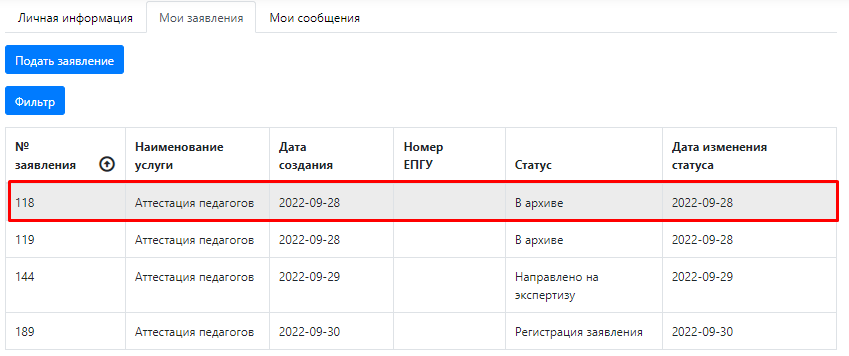 Личная информация Мои заявления Мои сообщения
Подать заявление
Фильтр
№ заявления Наименование услуги Дата создания Номер ЕПГУ Статус Дата изменения статуса
118 Аттестация педагогов 2022-09-28 В архиве 2022-09-28
119 Аттестация педагогов 2022-09-28 В архиве 2022-09-28
144 Аттестация педагогов 2022-09-29 Направлено на экспертизу 2022-09-29
189 Аттестация педагогов 2022-09-30 Регистрация заявления 2022-09-30